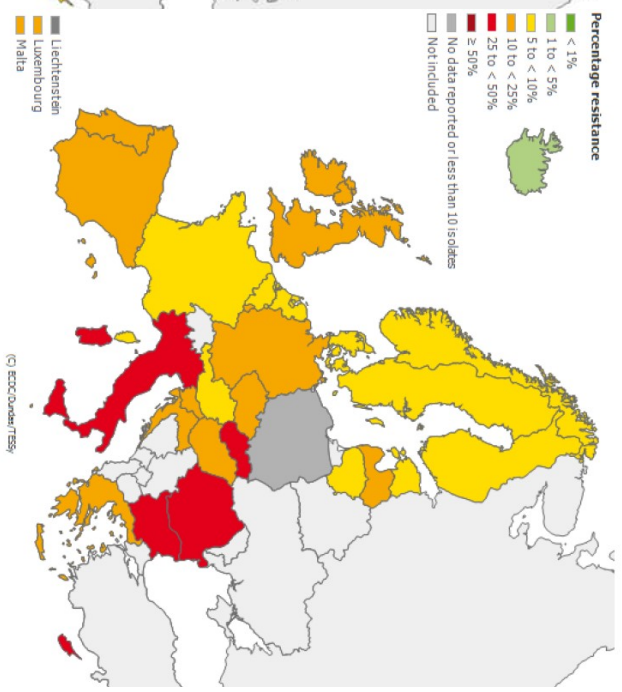 Percentage resistance
< 1%
1 to < 5%
5 to < 10%
10 to < 25%
25 to < 50%
≥ 50%
No data reported or less than 10 isolates
Not included
Liechtenstein
Luxembourg
Malta
(C) ECDC/Dundas/TESSy